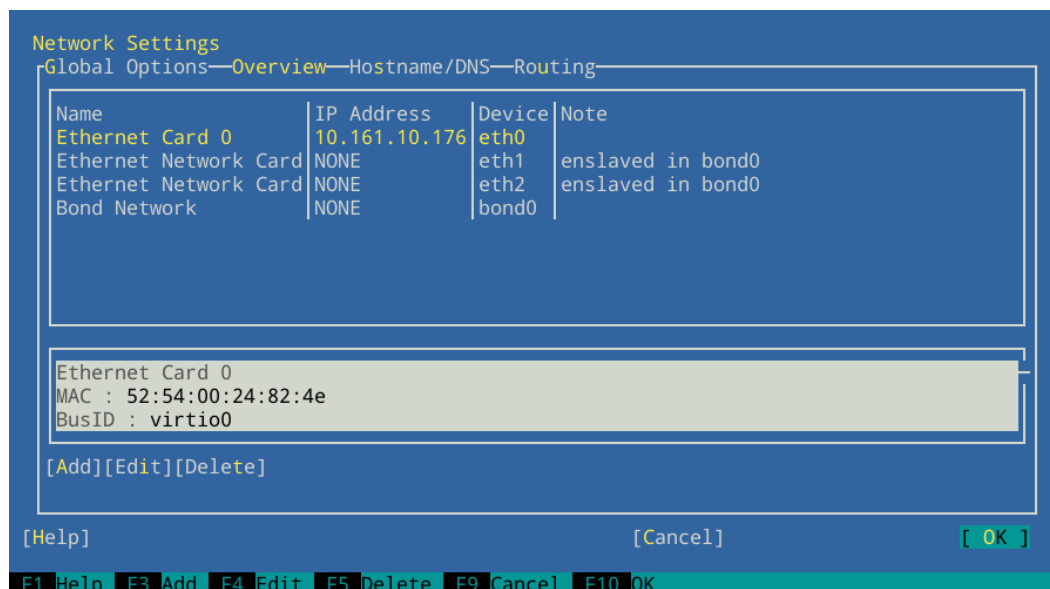 Network Settings
Global Options—Overview—Hostname/DNS—Routing
Name IP Address Device Note
Ethernet Card 0 10.161.10.176 eth0
Ethernet Network Card NONE eth1 enslaved in bond0
Ethernet Network Card NONE eth2 enslaved in bond0
Bond Network NONE bond0
Ethernet Card 0
MAC : 52:54:00:24:82:4e
BusID : virtio0
[Add][Edit][Delete]
[Help] [Cancel] [ OK ]
F1 Help F3 Add F4 Edit F5 Delete F9 Cancel F10 OK